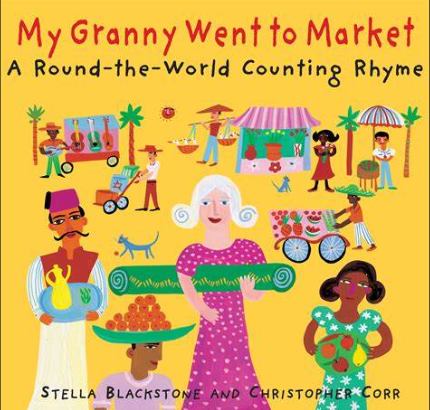 My Granny Went to Market
A Round-the-World Counting Rhyme
Stella Blackstone and Christopher Corr